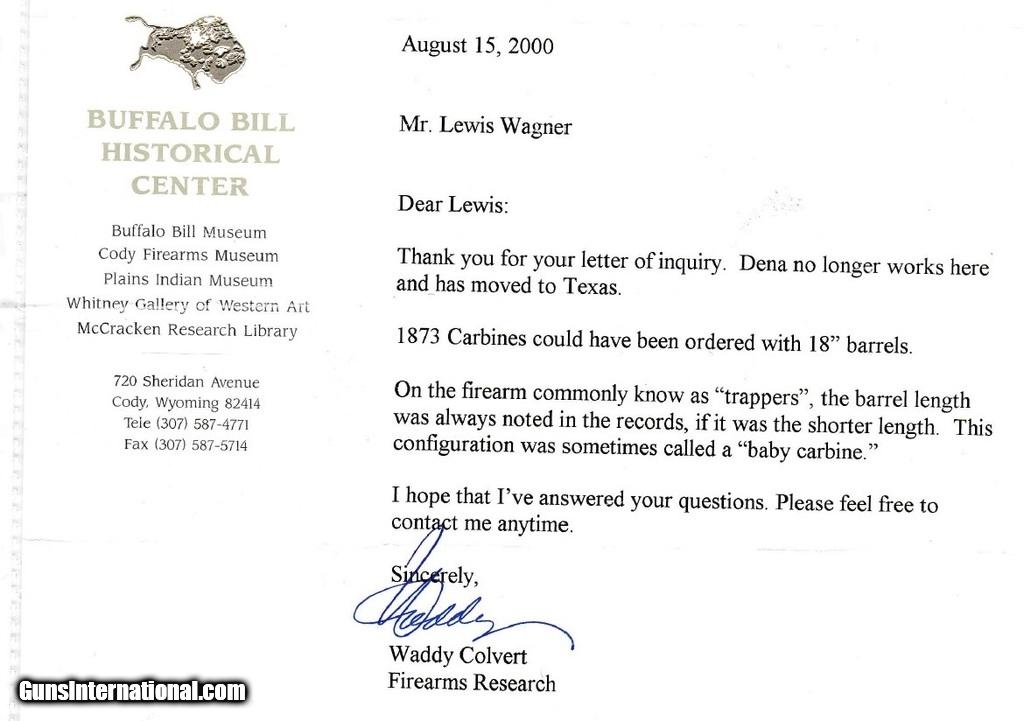 BUFFALO BILL
HISTORICAL
CENTER
Buffalo Bill Museum
Cody Firearms Museum
Plains Indian Museum
Whitney Gallery of Western Art
McCracken Research Library
720 Sheridan Avenue
Cody, Wyoming 82414
Tele (307) 587-4771
Fax (307) 587-5714
August 15, 2000
Mr. Lewis Wagner
Dear Lewis:
Thank you for your letter of inquiry. Dena no longer works here
and has moved to Texas.
1873 Carbines could have been ordered with 18” barrels.
On the firearm commonly know as “trappers”, the barrel length
was always noted in the records, if it was the shorter length. This
configuration was sometimes called a “baby carbine.”
I hope that I’ve answered your questions. Please feel free to
contact me anytime.
Sincerely,
Waddy
Waddy Colvert
Firearms Research
GunsInternational.com